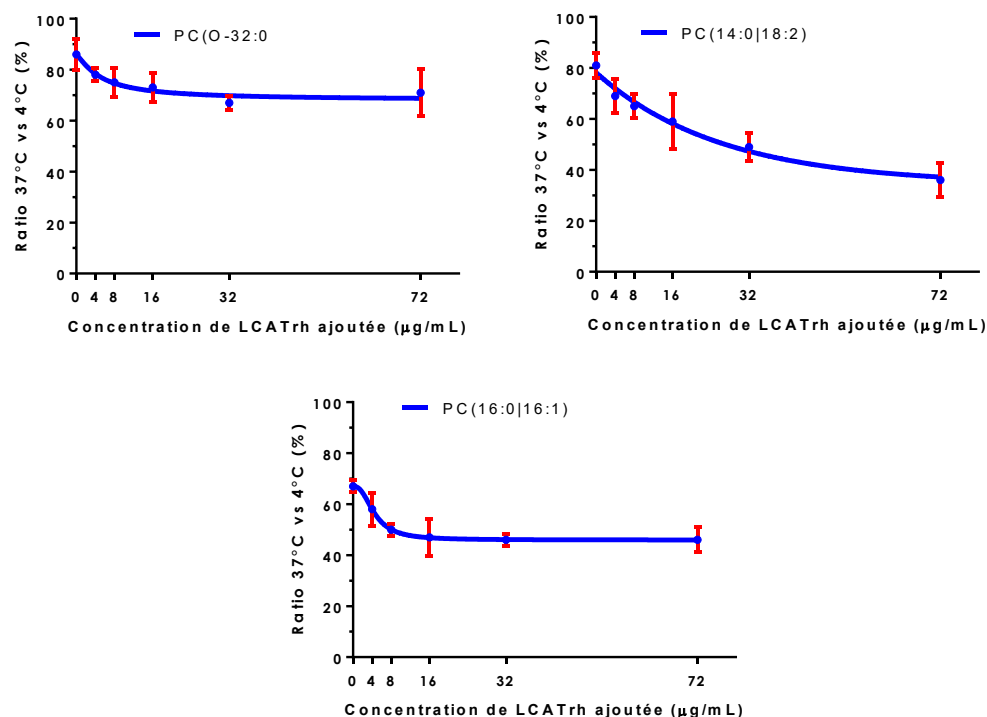 PC(O-32:0
Ratio 37°C vs 4°C (%)
100
80
60
40
20
0
0 4 8 16 32 72
Concentration de LCATrh ajoutée (µg/mL)
PC(14:0|18:2)
Ratio 37°C vs 4°C (%)
100
80
60
40
20
0
0 4 8 16 32 72
Concentration de LCATrh ajoutée (µg/mL)
PC(16:0|16:1)
Ratio 37°C vs 4°C (%)
100
80
60
40
20
0
0 4 8 16 32 72
Concentration de LCATrh ajoutée (µg/mL)